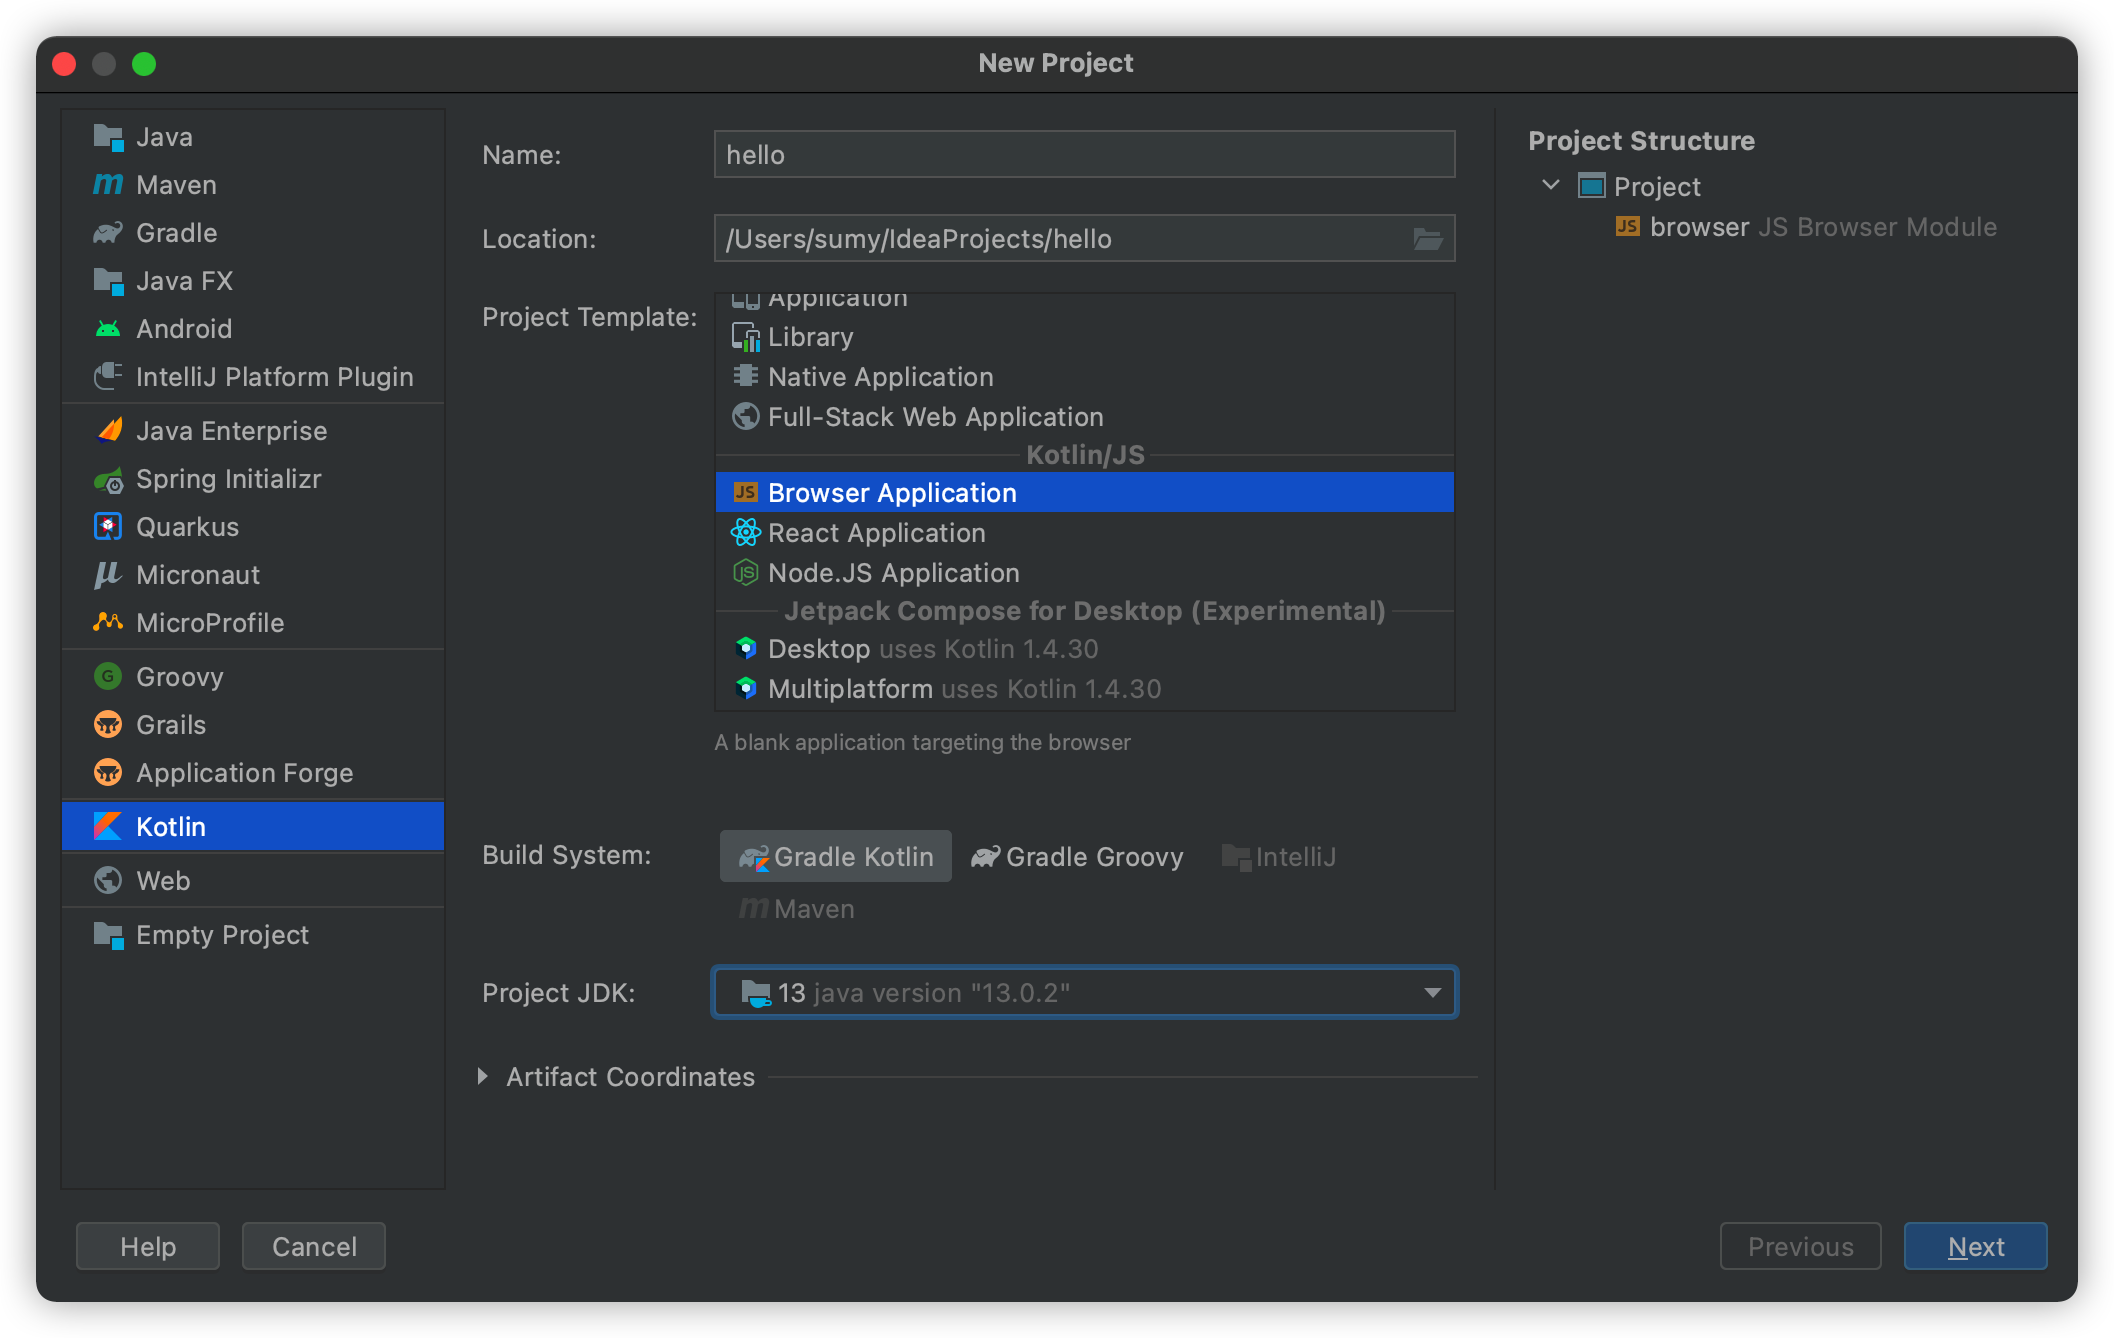 New Project
Java
Maven
Gradle
Java FX
Android
IntelliJ Platform Plugin
Java Enterprise
Spring Initializr
Quarkus
Micronaut
MicroProfile
Groovy
Grails
Application Forge
Kotlin
Web
Empty Project
Name: hello
Location: /Users/sumy/IdeaProjects/hello
Project Template:
Application
Library
Native Application
Full-Stack Web Application
Kotlin/JS
JS Browser Application
React Application
JS Node.JS Application
Jetpack Compose for Desktop (Experimental)
Desktop uses Kotlin 1.4.30
Multiplatform uses Kotlin 1.4.30
A blank application targeting the browser
Build System: Gradle Kotlin Gradle Groovy IntelliJ
Maven
Project JDK: 13 java version "13.0.2"
Artifact Coordinates
Project Structure
Project
JS browser JS Browser Module
Help Cancel Previous Next